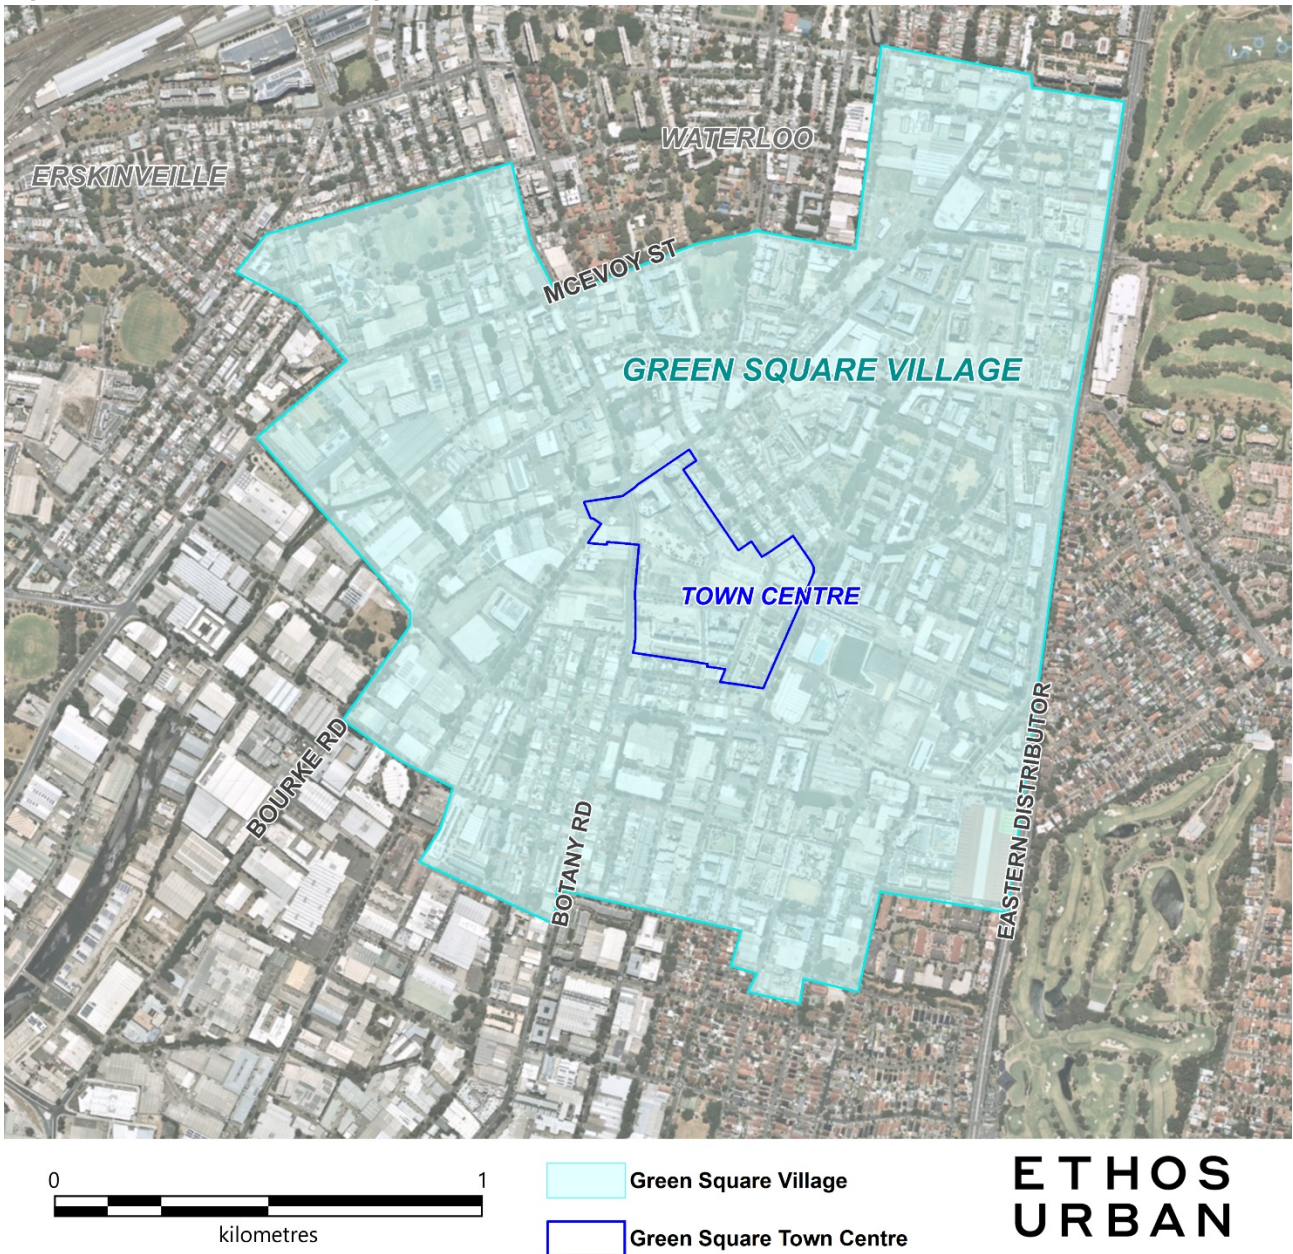 WATERLOO
ERSKINVEILLE
MCEVOY ST
GREEN SQUARE VILLAGE
TOWN CENTRE
BOURKE RD
BOTANY RD
EASTERN DISTRIBUTOR
0 1
kilometres
Green Square Village
Green Square Town Centre
ETHOS
URBAN